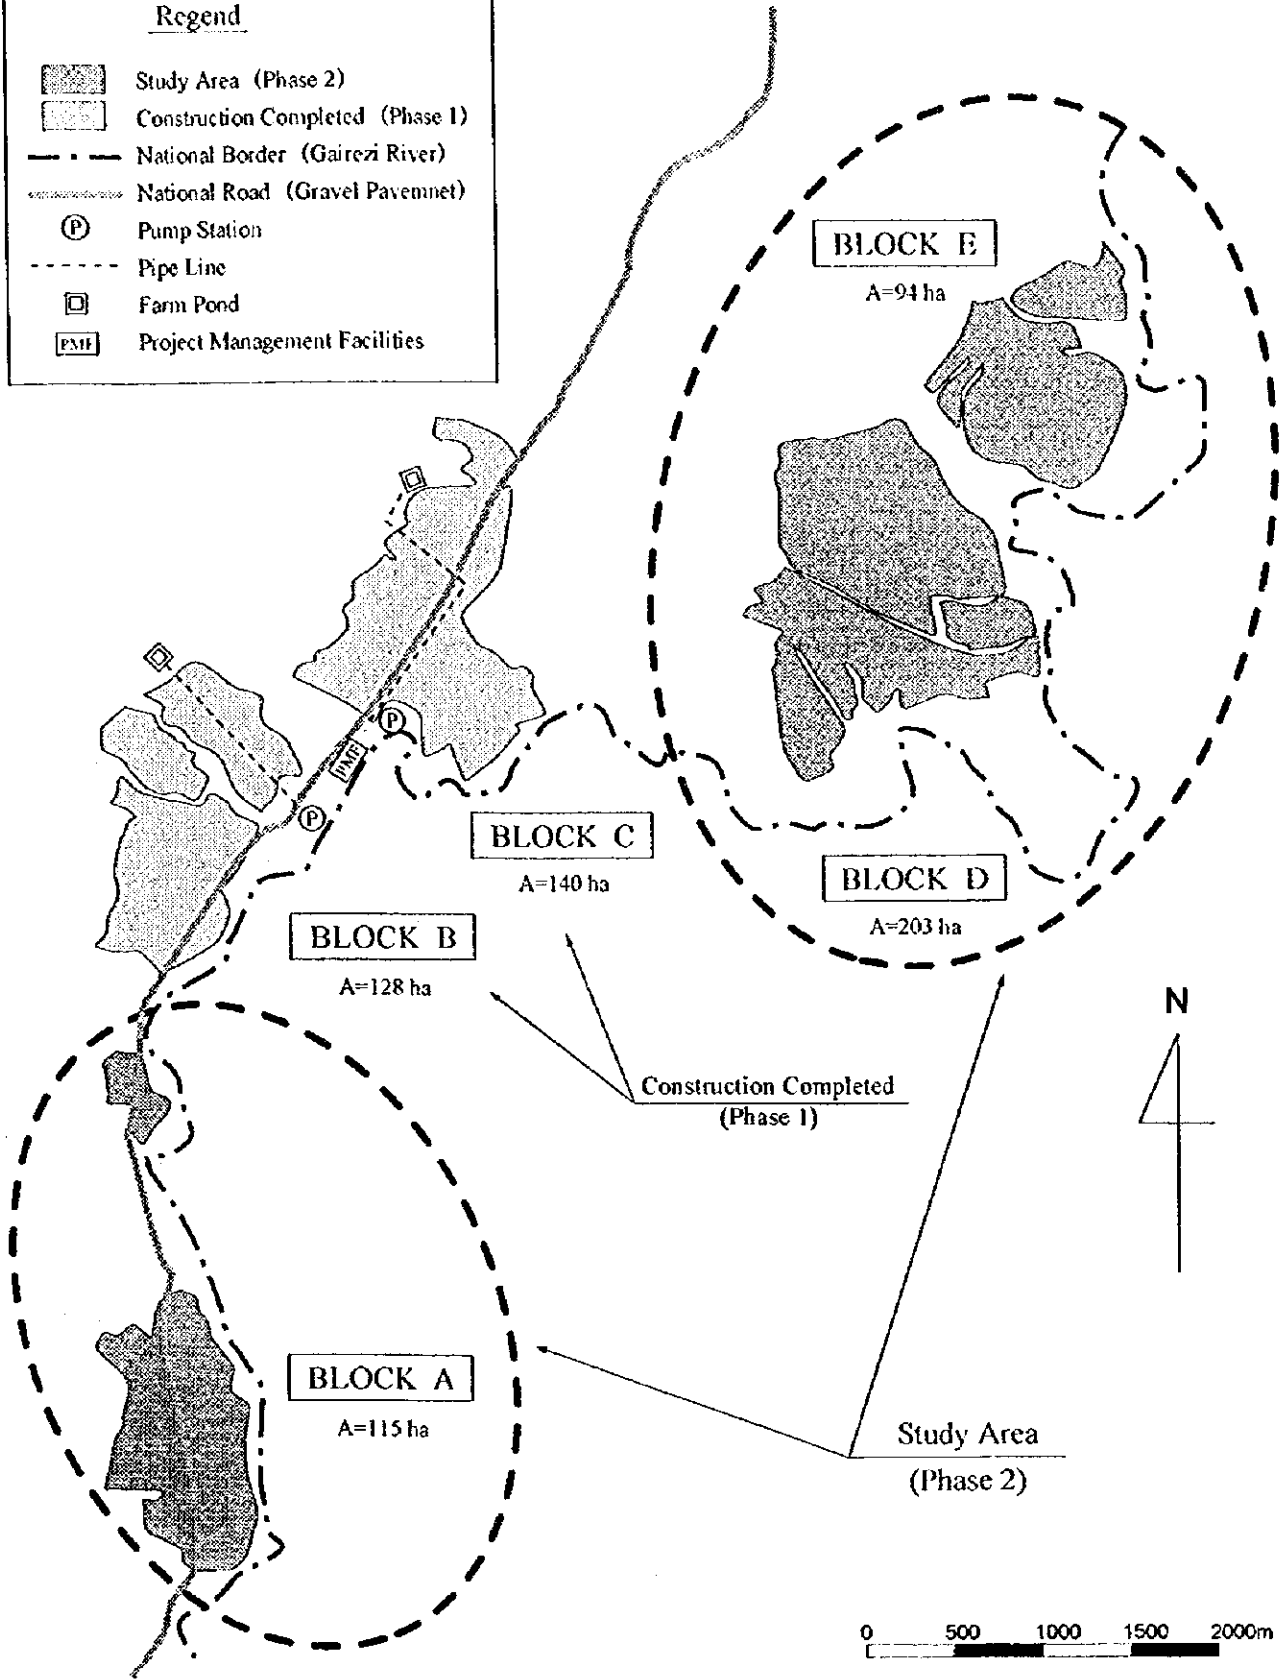 Regend
Study Area (Phase 2)
Construction Completed (Phase 1)
National Border (Gairezi River)
National Road (Gravel Pavemnet)
P Pump Station
Pipe Line
Farm Pond
PMF Project Management Facilities
BLOCK E
A=94 ha
P
PMF
P
BLOCK C
A=140 ha
BLOCK D
A=203 ha
BLOCK B
A=128 ha
N
Construction Completed
(Phase 1)
BLOCK A
A=115 ha
Study Area
(Phase 2)
0 500 1000 1500 2000m